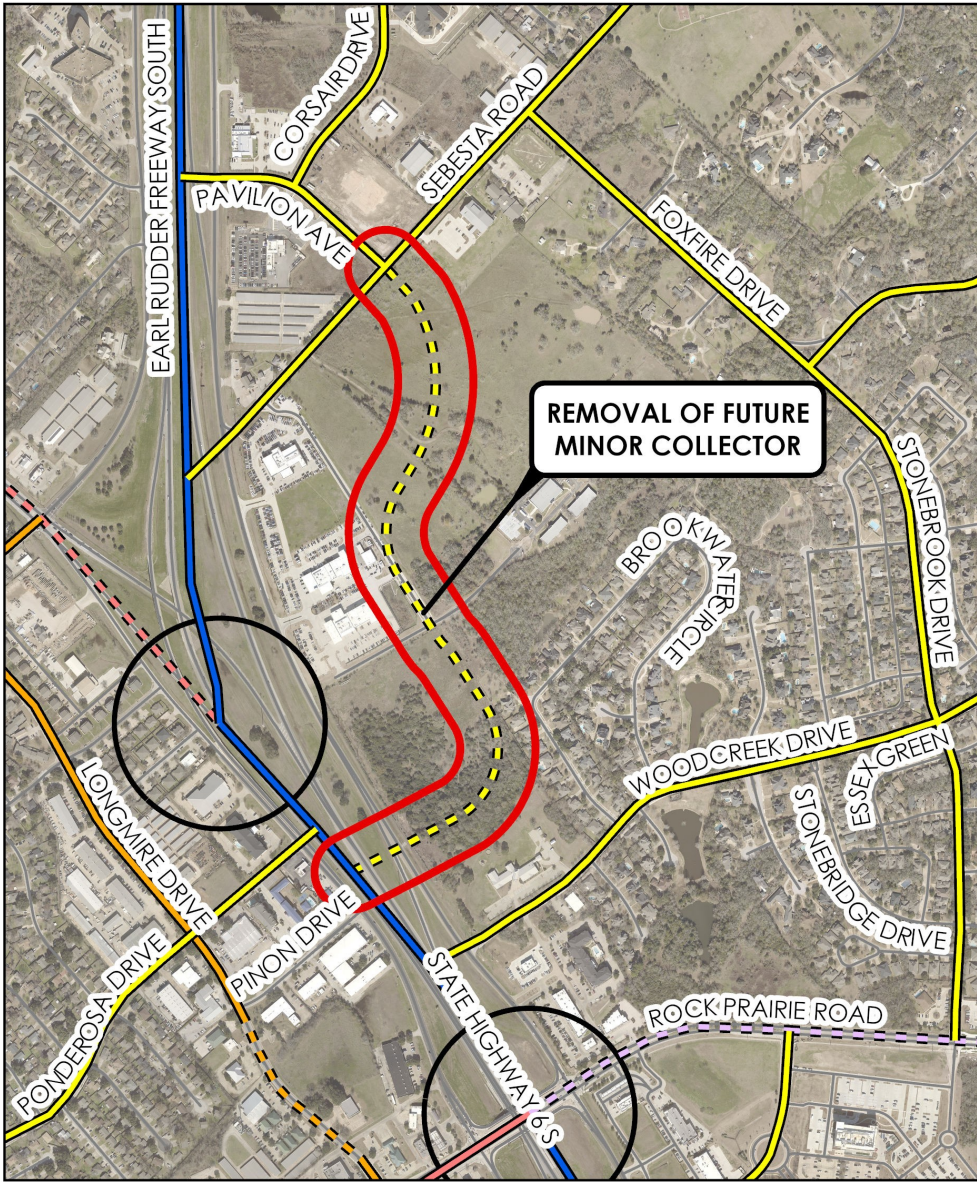 EARL RUDDER FREEWAY SOUTH
CORSAIR DRIVE
SEBESTA ROAD
PAVILION AVE
FOXFIRE DRIVE
REMOVAL OF FUTURE
MINOR COLLECTOR
STONEBROOK DRIVE
BROOKWATER CIRCLE
WOODCREEK DRIVE
ESSEX GREEN
LONGMIRE DRIVE
STONEBRIDGE DRIVE
PINON DRIVE
PONDEROSA DRIVE
STATE HIGHWAY 6 S
ROCK PRAIRIE ROAD